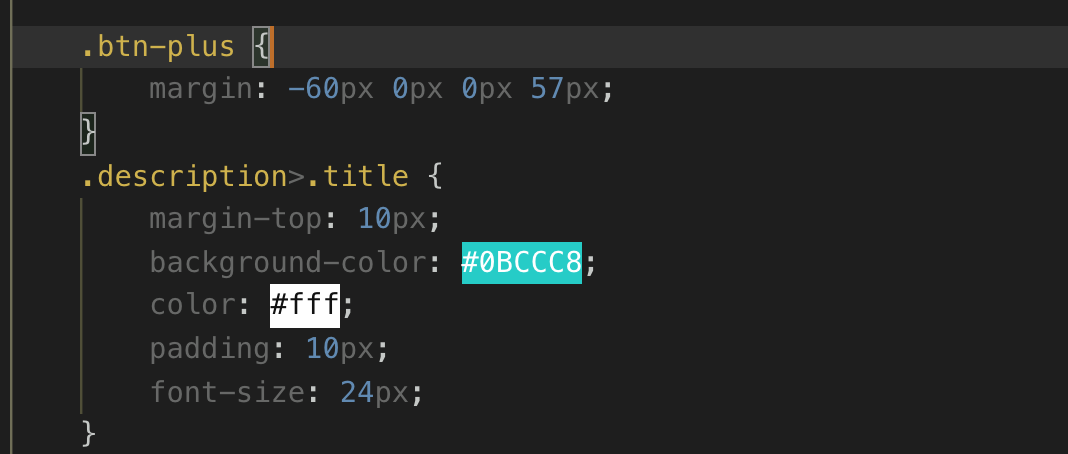 .btn-plus {
margin: -60px 0px 0px 57px;
}
.description>.title {
margin-top: 10px;
background-color: #0BCCC8;
color: #fff;
padding: 10px;
font-size: 24px;
}